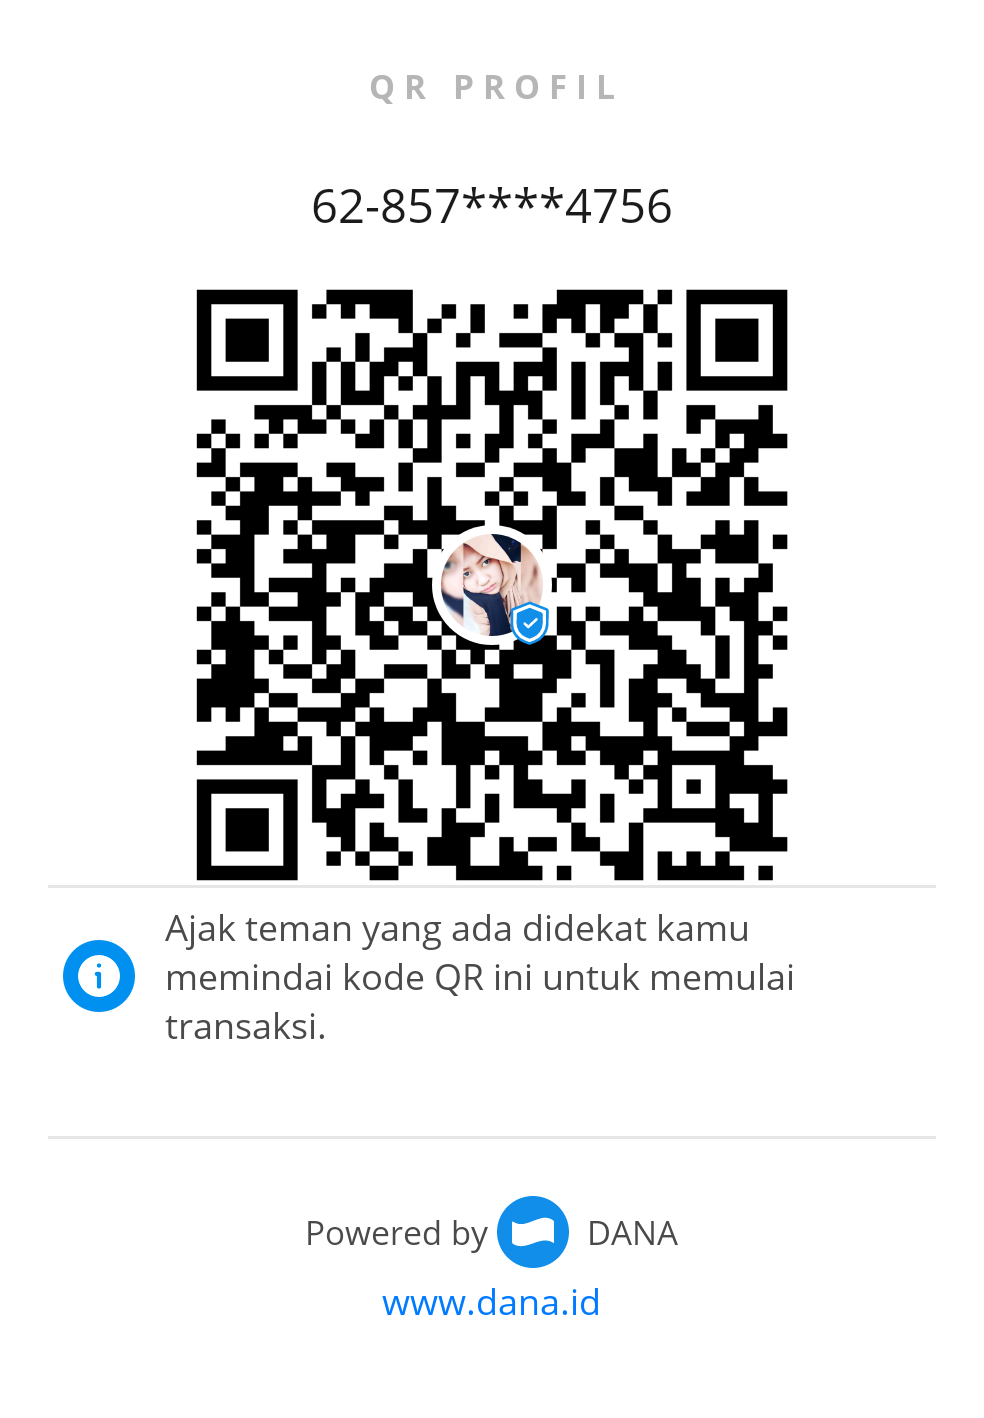 QR PROFIL
62-857****4756
Ajak teman yang ada didekat kamu
memindai kode QR ini untuk memulai
transaksi.
Powered by DANA
www.dana.id